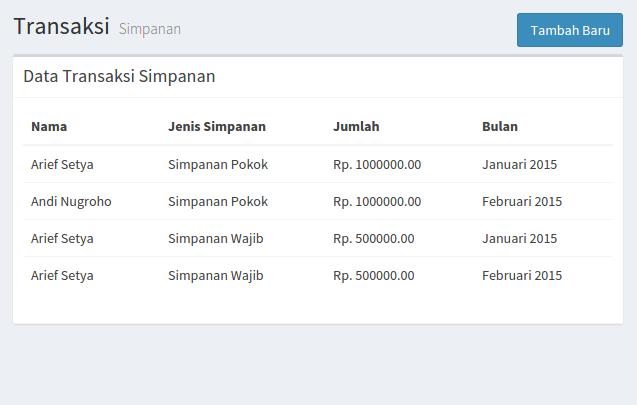 Transaksi Simpanan
Tambah Baru
Data Transaksi Simpanan
Nama Jenis Simpanan Jumlah Bulan
Arief Setya Simpanan Pokok Rp. 1000000.00 Januari 2015
Andi Nugroho Simpanan Pokok Rp. 1000000.00 Februari 2015
Arief Setya Simpanan Wajib Rp. 500000.00 Januari 2015
Arief Setya Simpanan Wajib Rp. 500000.00 Februari 2015